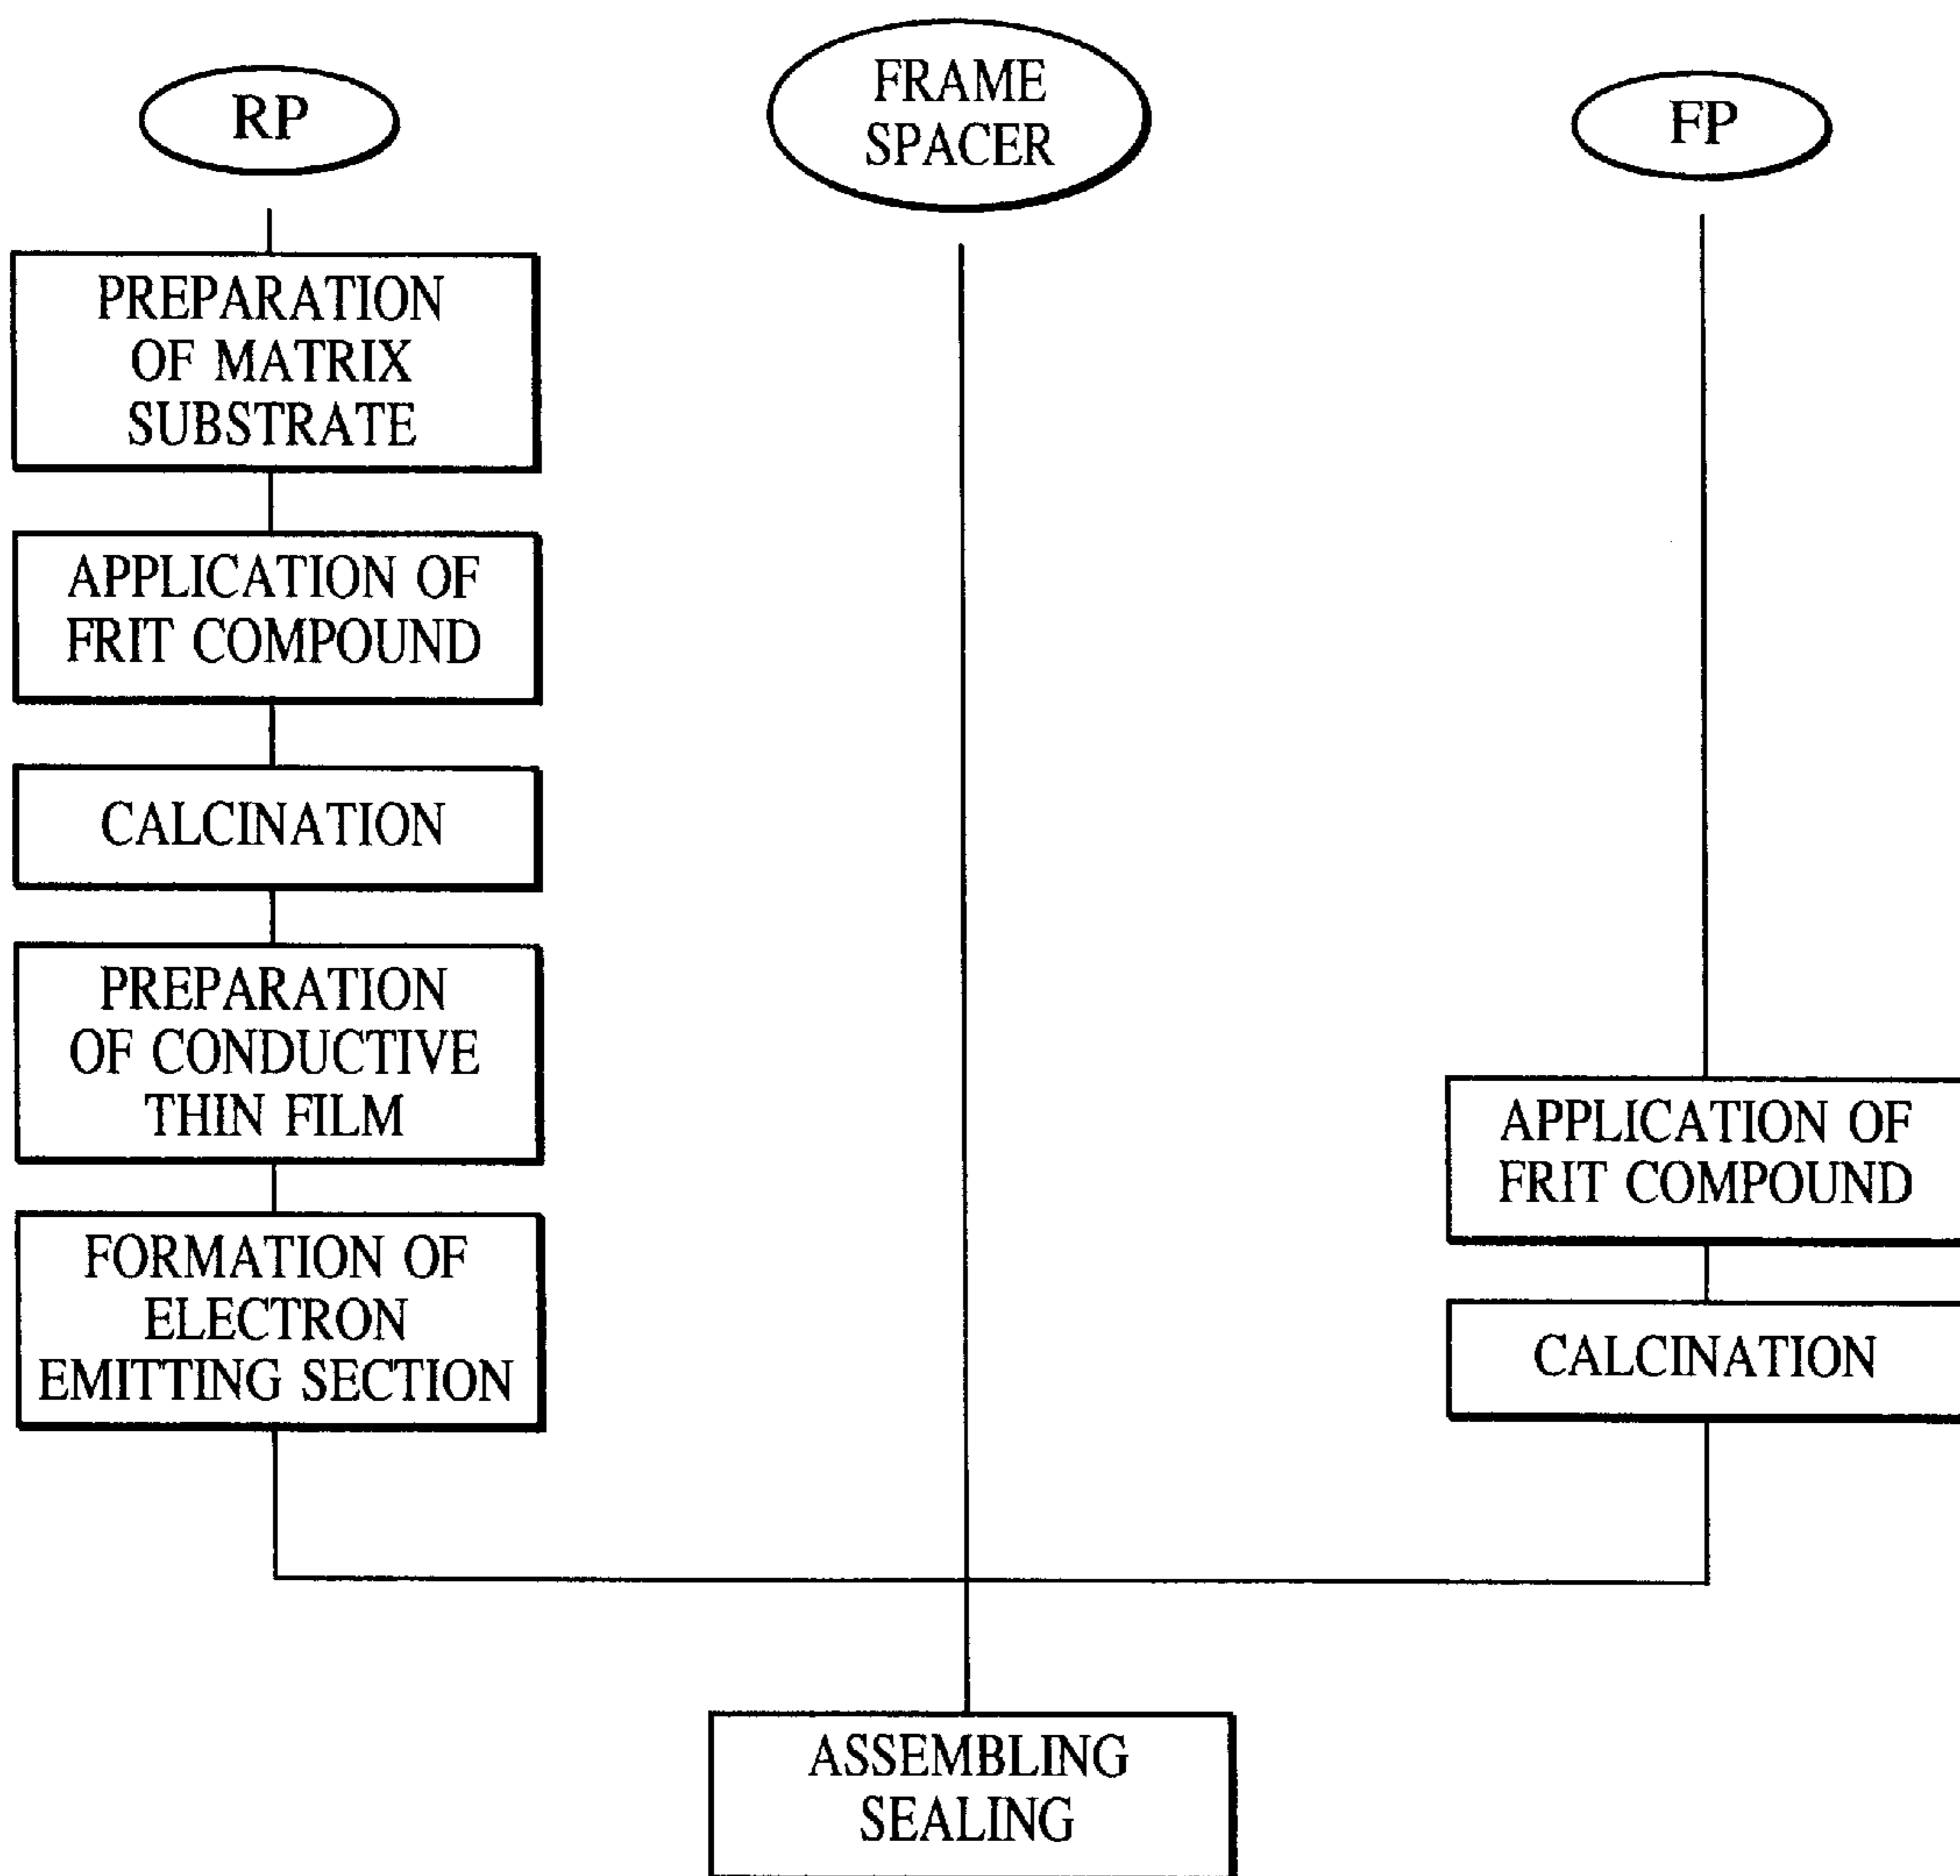 RP
FRAME
SPACER
FP
PREPARATION
OF MATRIX
SUBSTRATE
APPLICATION OF
FRIT COMPOUND
CALCINATION
PREPARATION
OF CONDUCTIVE
THIN FILM
FORMATION OF
ELECTRON
EMITTING SECTION
APPLICATION OF
FRIT COMPOUND
CALCINATION
ASSEMBLING
SEALING